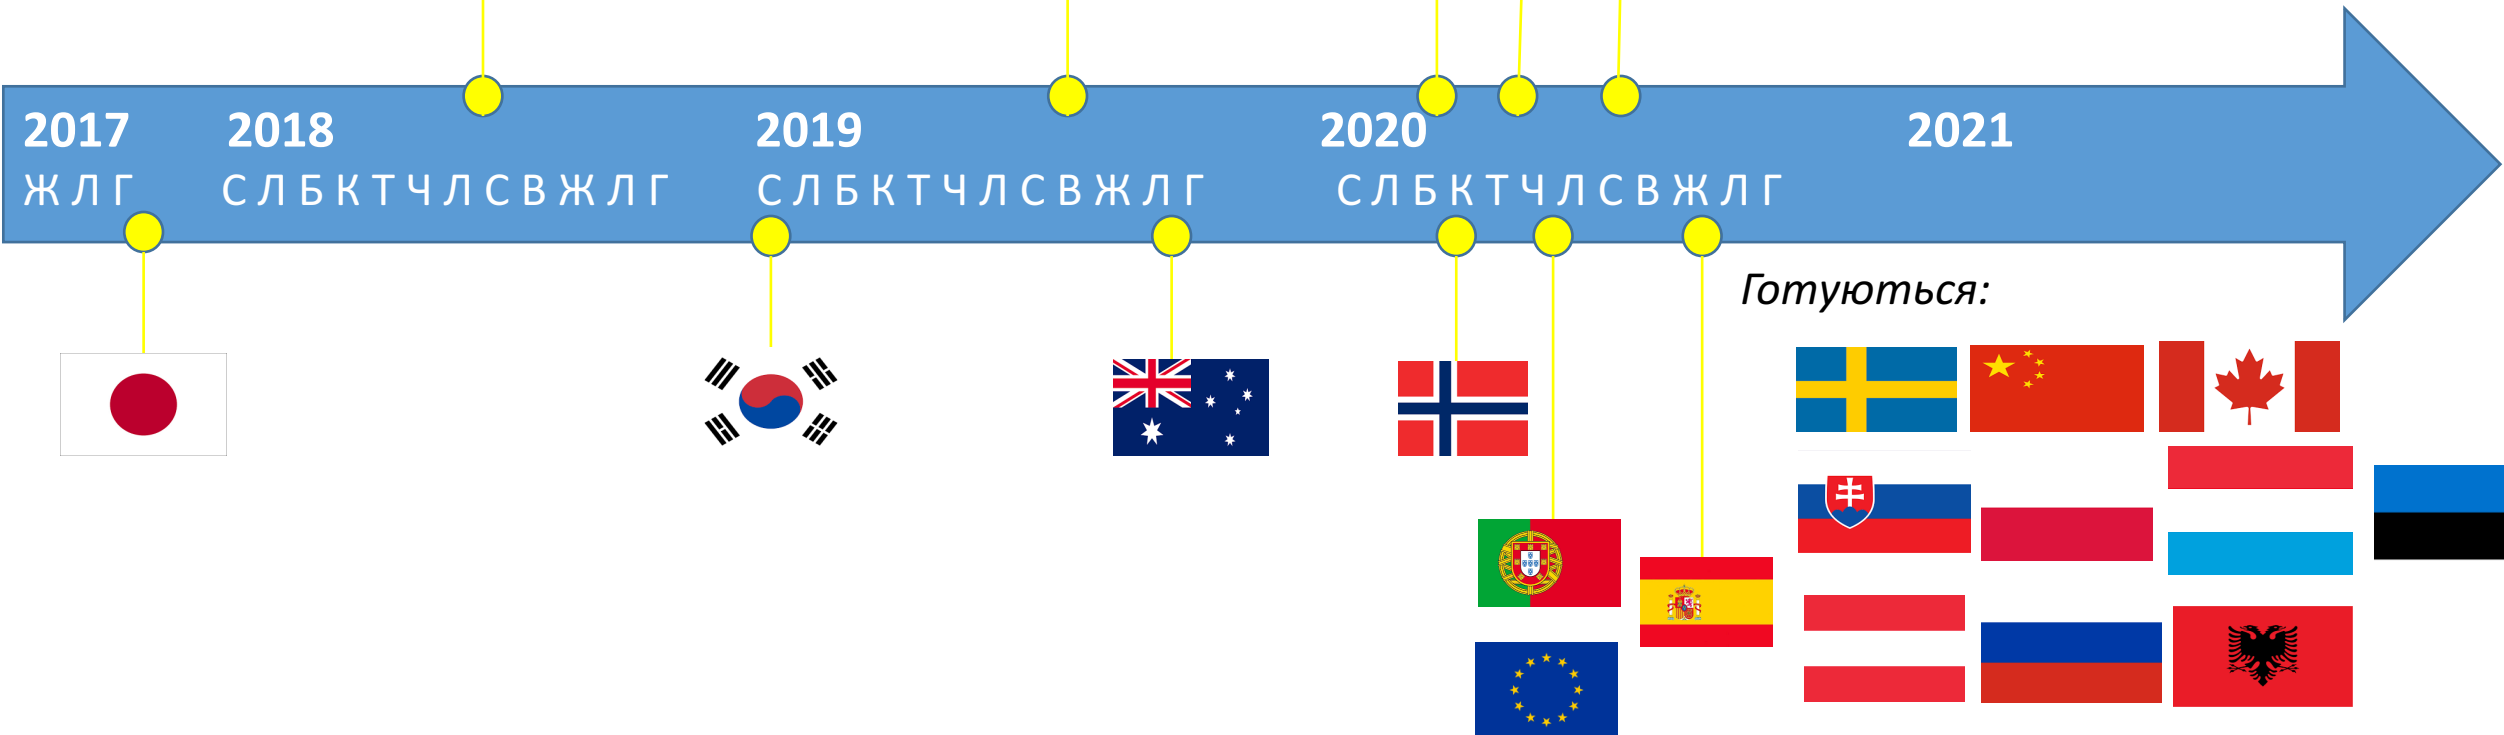 2017 2018 2019 2020 2021
Ж Л Г С Л Б К Т Ч Л С В Ж Л Г С Л Б К Т Ч Л С В Ж Л Г С Л Б К Т Ч Л С В Ж Л Г
Готуються: